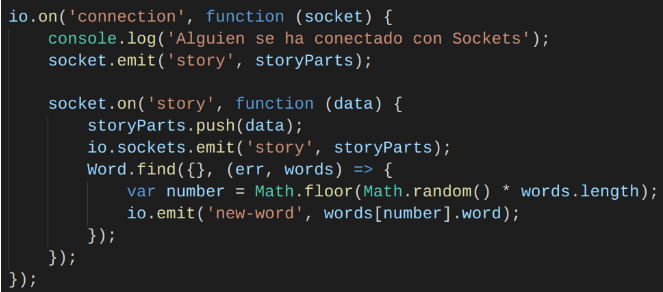 io.on('connection', function (socket) {
    console.log('Alguien se ha conectado con Sockets');
    socket.emit('story', storyParts);

    socket.on('story', function (data) {
        storyParts.push(data);
        io.sockets.emit('story', storyParts);
        Word.find({}, (err, words) => {
            var number = Math.floor(Math.random() * words.length);
            io.emit('new-word', words[number].word);
        });
    });
});